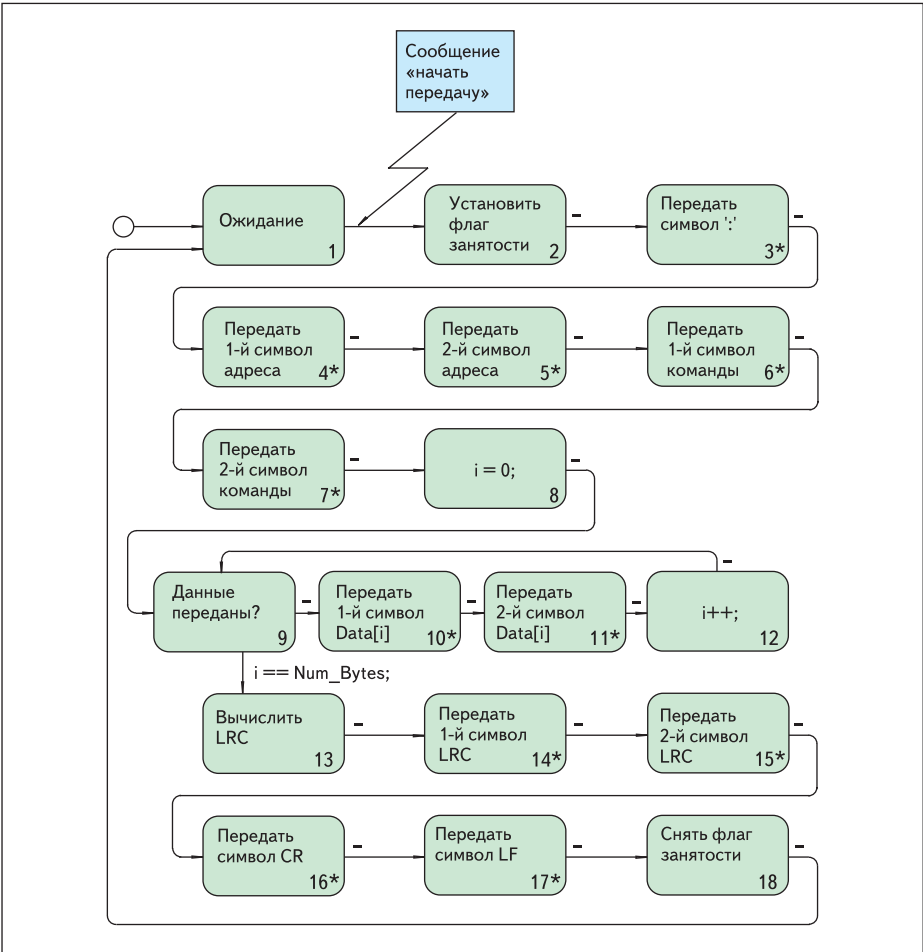 Сообщение
«начать
передачу»
Ожидание
1
Установить
флаг
занятости
2
–
Передать
символ ':'
3*
–
Передать
1-й символ
адреса
4*
–
Передать
2-й символ
адреса
5*
–
Передать
1-й символ
команды
6*
–
Передать
2-й символ
команды
7*
–
i = 0;
8
–
Данные
переданы?
9
–
Передать
1-й символ
Data[i]
10*
–
Передать
2-й символ
Data[i]
11*
–
i++;
12
–
i == Num_Bytes;
Вычислить
LRC
13
–
Передать
1-й символ
LRC
14*
–
Передать
2-й символ
LRC
15*
–
Передать
символ CR
16*
–
Передать
символ LF
17*
–
Снять флаг
занятости
18
–